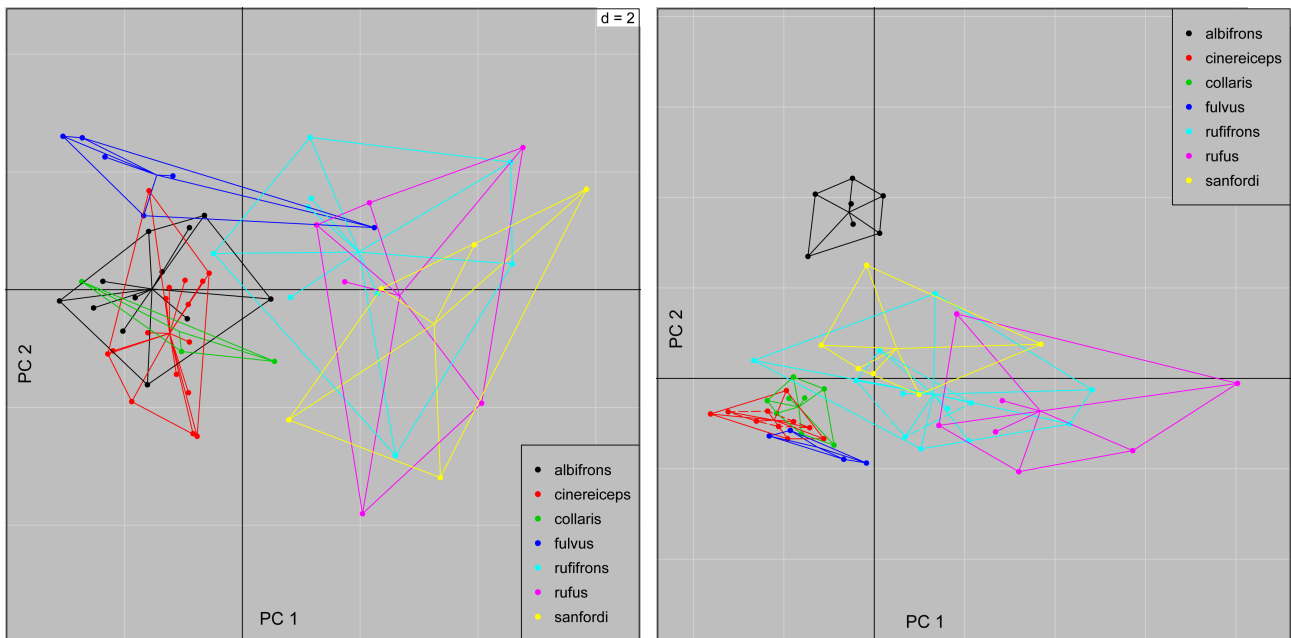 d = 2
PC 2
PC 1
albifrons
cinereiceps
collaris
fulvus
rufifrons
rufus
sanfordi
albifrons
cinereiceps
collaris
fulvus
rufifrons
rufus
sanfordi
PC 2
PC 1